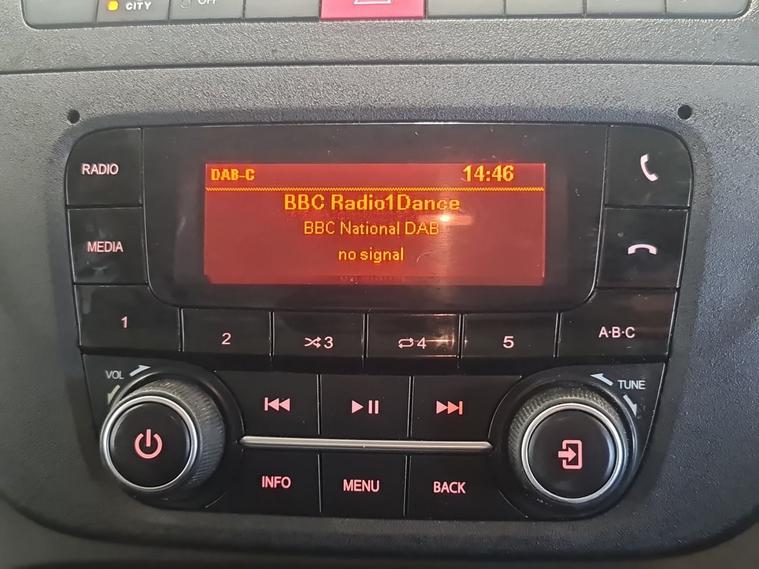 CITY
OFF
RADIO
DAB-C 14:46
BBC Radio1Dance
BBC National DAB
no signal
MEDIA
1
2
3
4
5
A·B·C
VOL
TUNE
INFO
MENU
BACK